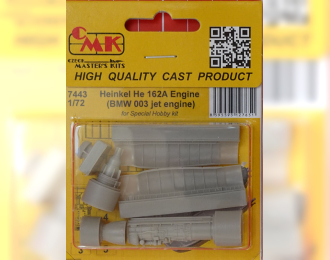 CMK
CZECH MASTER'S KITS
HIGH QUALITY CAST PRODUCT
7443 Heinkel He 162A Engine
1/72 (BMW 003 jet engine)
for Special Hobby kit